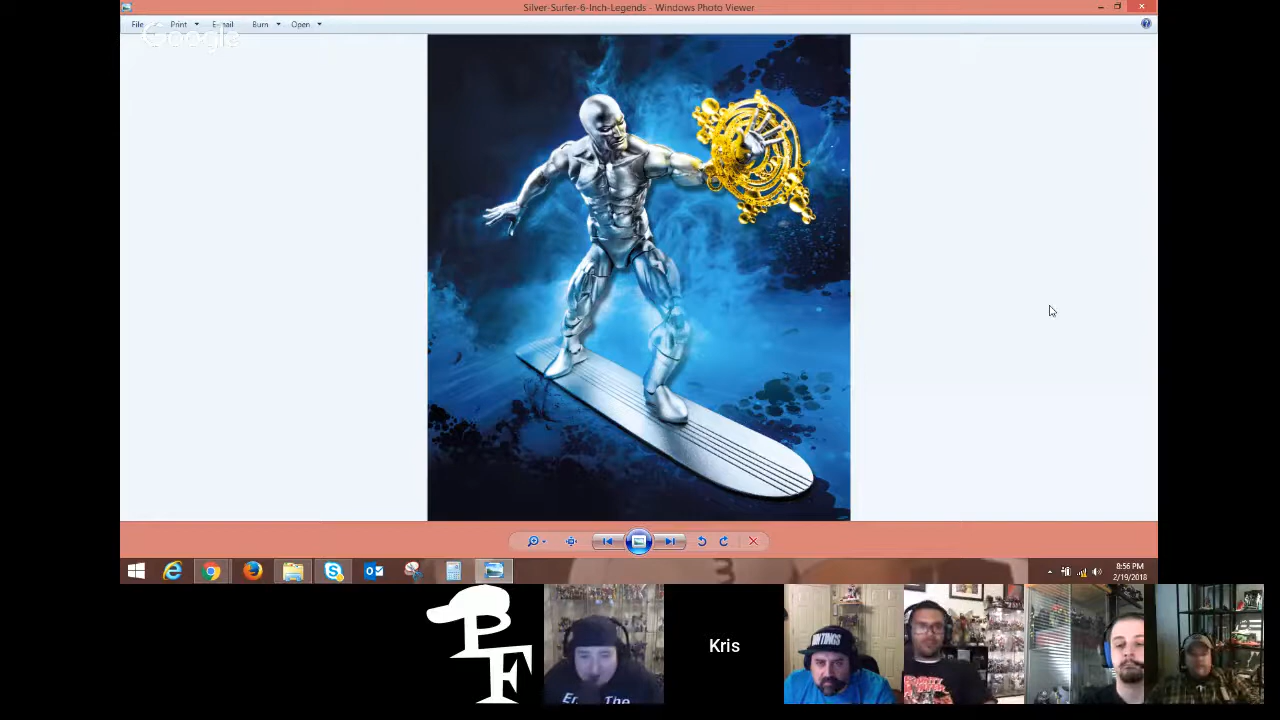 Silver-Surfer-6-Inch-Legends - Windows Photo Viewer
File Print E-mail Burn Open
Google
8:56 PM
2/19/2018
PF
Kris